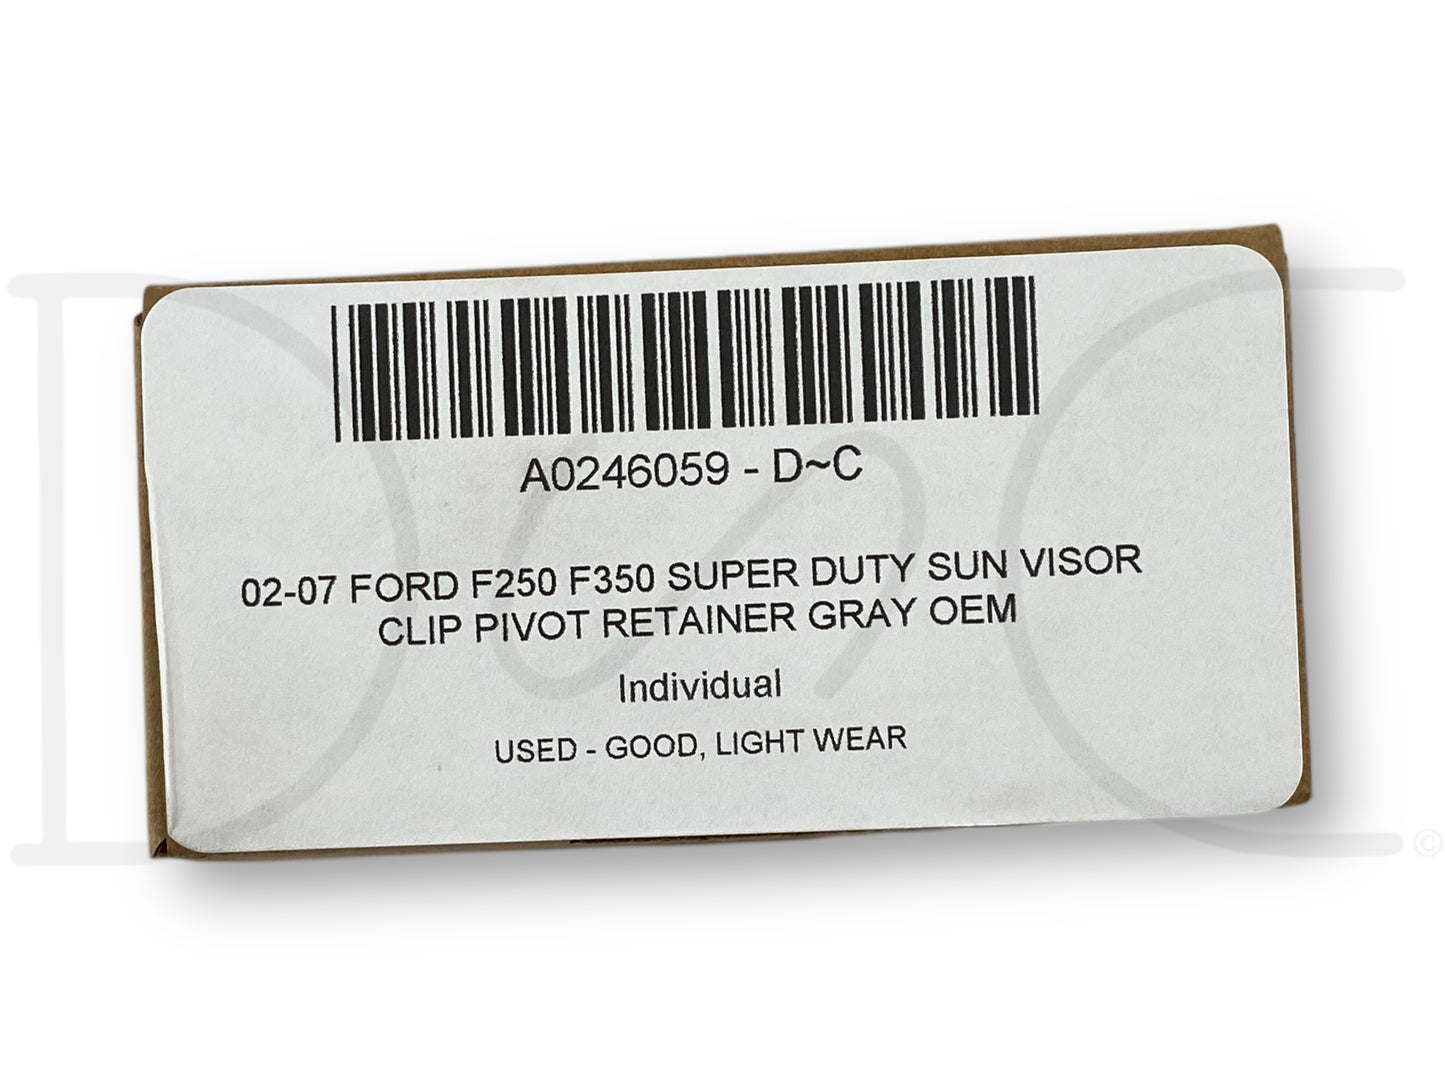 A0246059 - D~C
02-07 FORD F250 F350 SUPER DUTY SUN VISOR
CLIP PIVOT RETAINER GRAY OEM
Individual
USED - GOOD, LIGHT WEAR
D~C
©